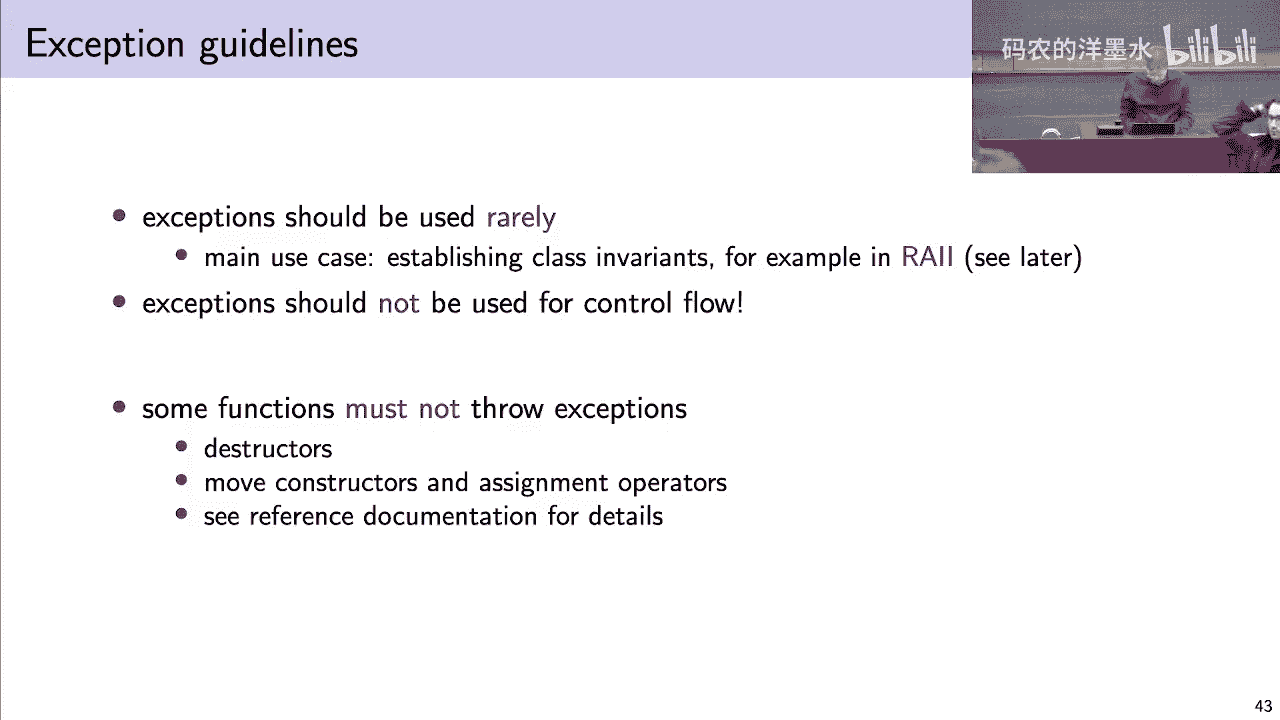 Exception guidelines
码农的洋墨水 bilibili
• exceptions should be used rarely
• main use case: establishing class invariants, for example in RAII (see later)
• exceptions should not be used for control flow!
• some functions must not throw exceptions
• destructors
• move constructors and assignment operators
• see reference documentation for details
43